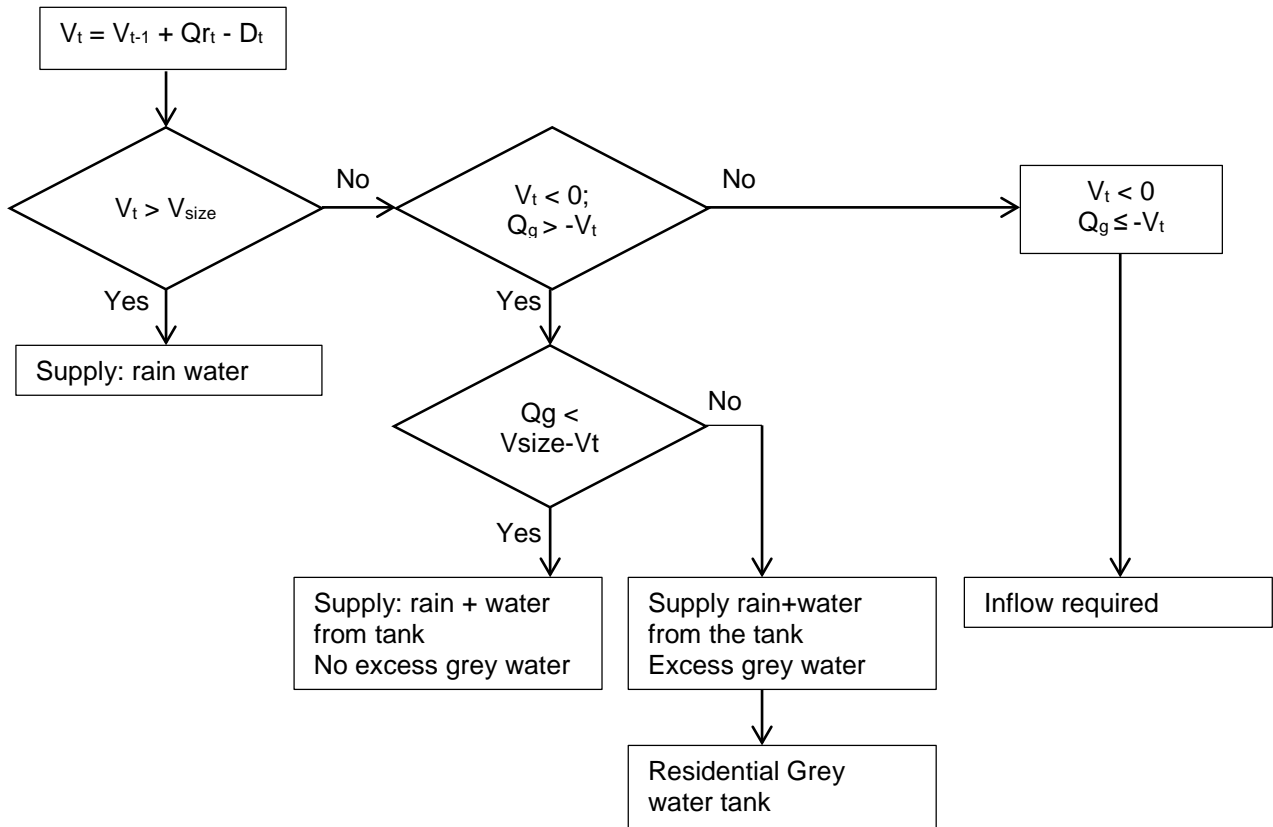 Vt = Vt-1 + Qrt - Dt
Vt > Vsize
No
Vt < 0;
Qg > -Vt
No
Vt < 0
Qg ≤ -Vt
Yes
Supply: rain water
Yes
Qg <
Vsize-Vt
No
Yes
Supply: rain + water
from tank
No excess grey water
Supply rain+water
from the tank
Excess grey water
Inflow required
Residential Grey
water tank